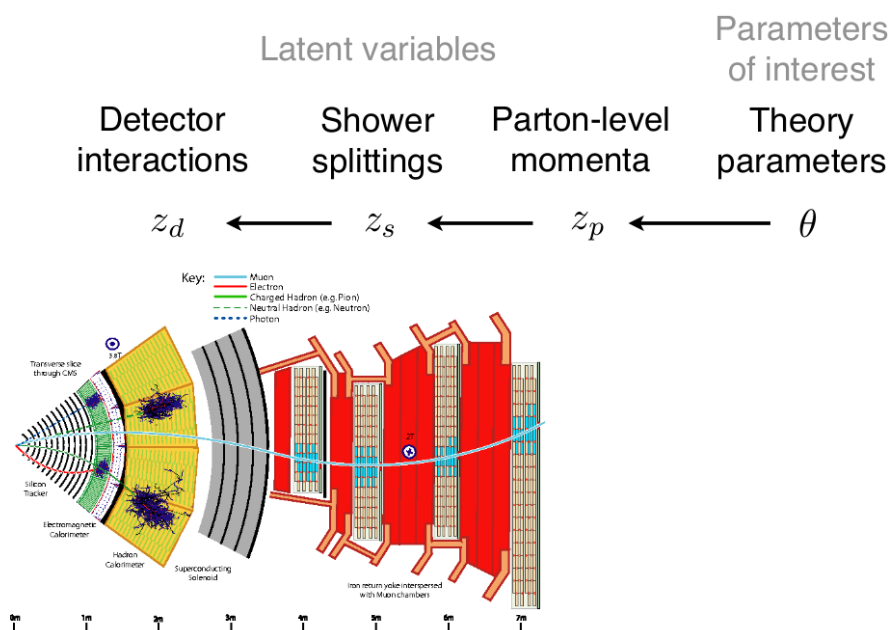 Latent variables
Parameters
of interest
Detector
interactions
Shower
splittings
Parton-level
momenta
Theory
parameters
z_d
z_s
z_p
θ
Key:
Muon
Electron
Charged Hadron (e.g. Pion)
Neutral Hadron (e.g. Neutron)
Photon
3.8T
Transverse slice
through CMS
2T
Silicon
Tracker
Electromagnetic
Calorimeter
Hadron
Calorimeter
Superconducting
Solenoid
Iron return yoke interspersed
with Muon chambers
0m 1m 2m 3m 4m 5m 6m 7m